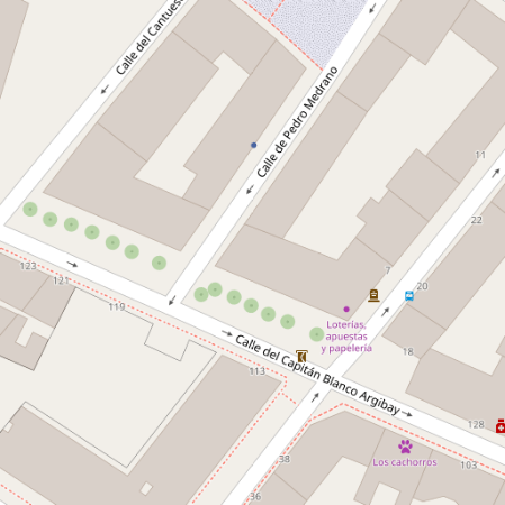 Calle del Cantues
Calle de Pedro Medrano
11
22
7
20
123
121
119
Loterías,
apuestas
y papelería
18
Calle del Capitán Blanco Argibay
113
128
Los cachorros
103
38
36